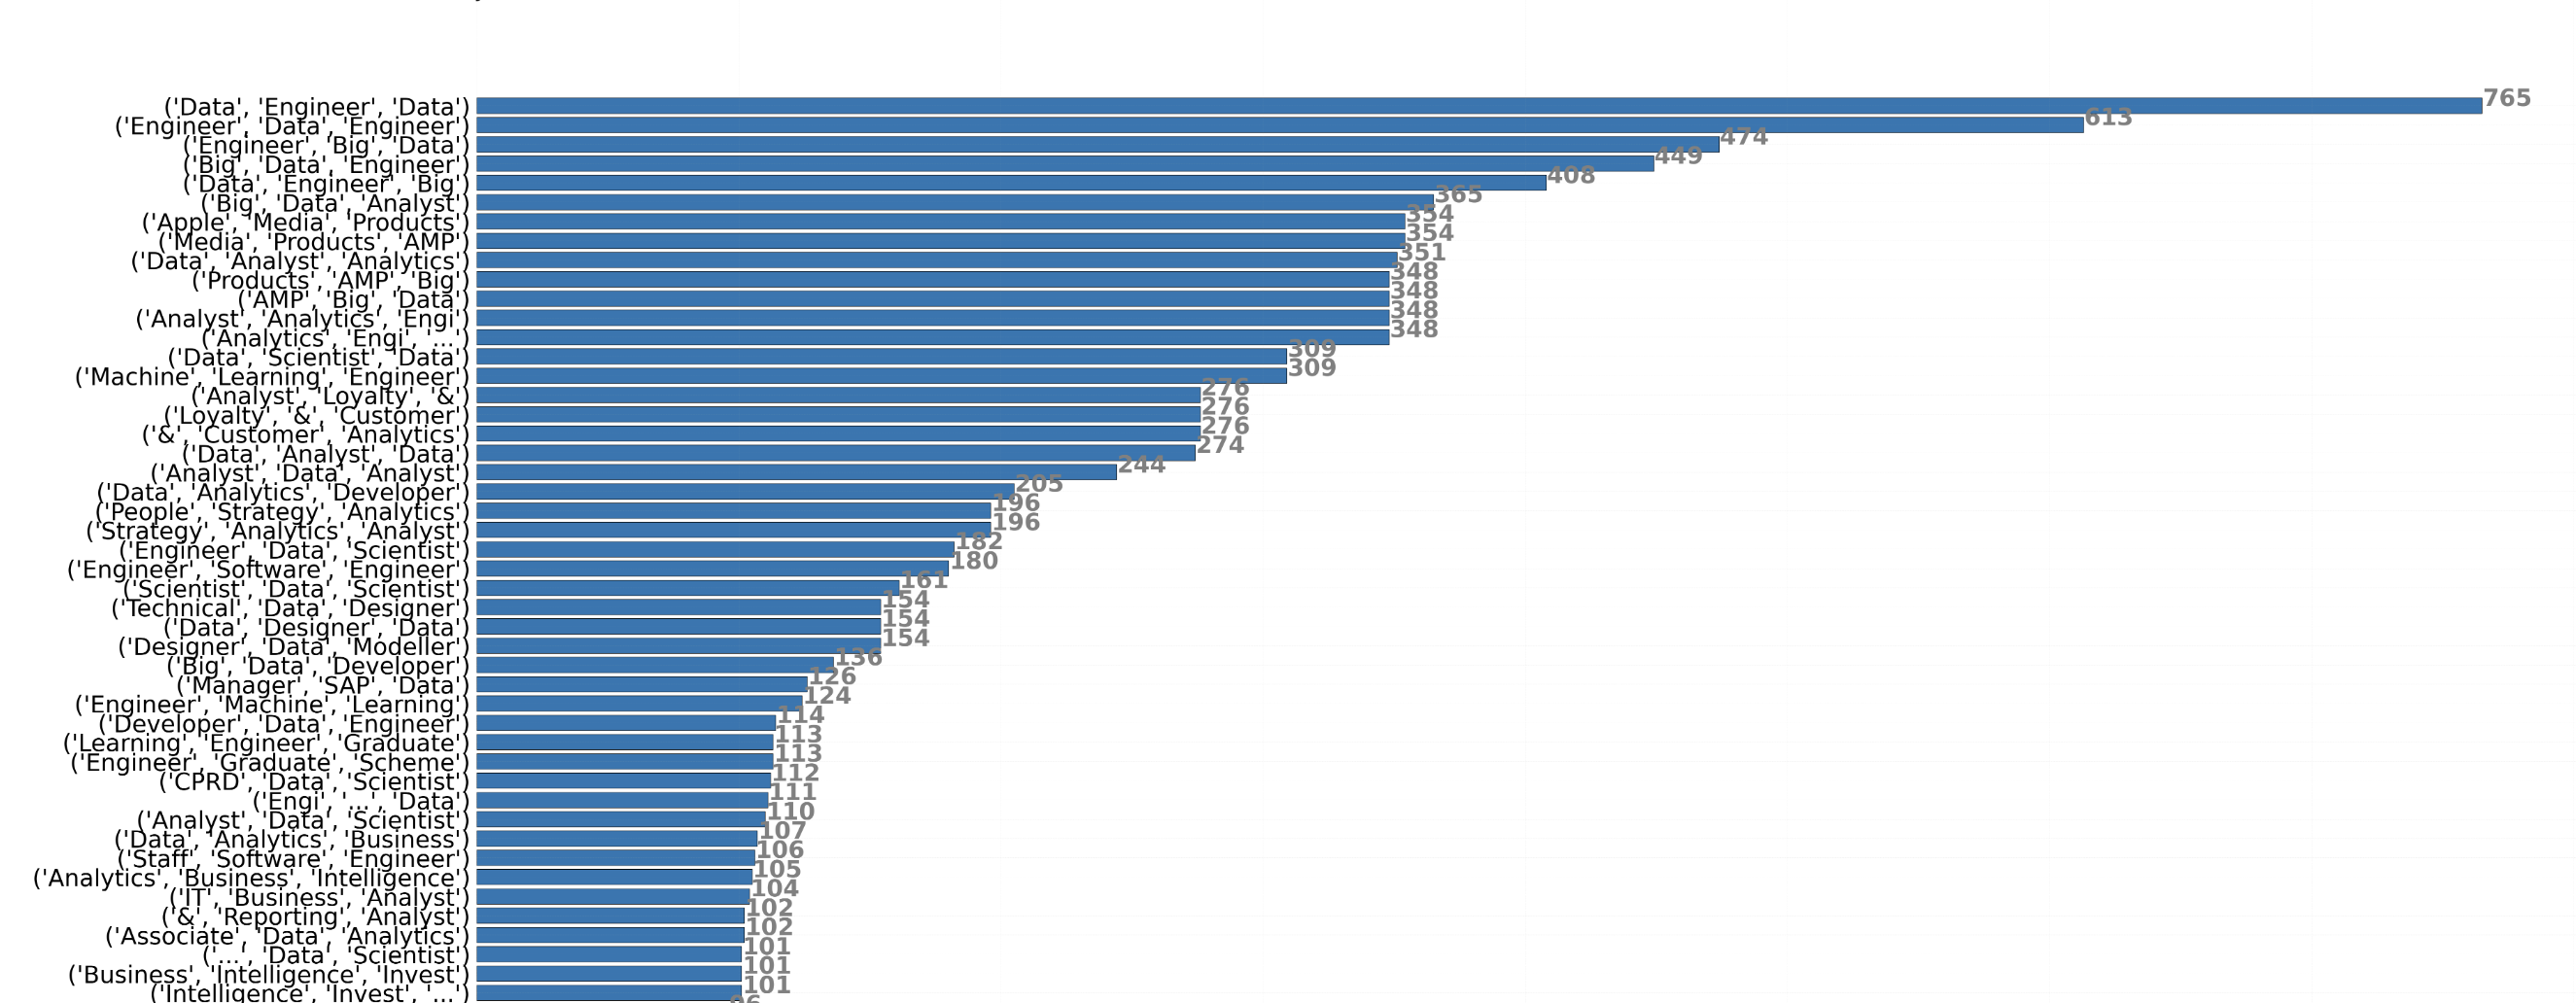 ('Data', 'Engineer', 'Data') 765
('Engineer', 'Data', 'Engineer') 613
('Engineer', 'Big', 'Data') 474
('Big', 'Data', 'Engineer') 449
('Data', 'Engineer', 'Big') 408
('Big', 'Data', 'Analyst') 365
('Apple', 'Media', 'Products') 354
('Media', 'Products', 'AMP') 354
('Data', 'Analyst', 'Analytics') 351
('Products', 'AMP', 'Big') 348
('AMP', 'Big', 'Data') 348
('Analyst', 'Analytics', 'Engi') 348
('Analytics', 'Engi', '... 348
('Data', 'Scientist', 'Data') 309
('Machine', 'Learning', 'Engineer') 309
('Analyst', 'Loyalty', '&') 276
('Loyalty', '&', 'Customer') 276
('&', 'Customer', 'Analytics') 276
('Data', 'Analyst', 'Data') 274
('Analyst', 'Data', 'Analyst') 244
('Data', 'Analytics', 'Developer') 205
('People', 'Strategy', 'Analytics') 196
('Strategy', 'Analytics', 'Analyst') 196
('Engineer', 'Data', 'Scientist') 182
('Engineer', 'Software', 'Engineer') 180
('Scientist', 'Data', 'Scientist') 161
('Technical', 'Data', 'Designer') 154
('Data', 'Designer', 'Data') 154
('Designer', 'Data', 'Modeller') 154
('Big', 'Data', 'Developer') 136
('Manager', 'SAP', 'Data') 126
('Engineer', 'Machine', 'Learning') 124
('Developer', 'Data', 'Engineer') 114
('Learning', 'Engineer', 'Graduate') 113
('Engineer', 'Graduate', 'Scheme') 113
('CPRD', 'Data', 'Scientist') 112
('Engi', '...', 'Data') 111
('Analyst', 'Data', 'Scientist') 110
('Data', 'Analytics', 'Business') 107
('Staff', 'Software', 'Engineer') 106
('Analytics', 'Business', 'Intelligence') 105
('IT', 'Business', 'Analyst') 104
('&', 'Reporting', 'Analyst') 102
('Associate', 'Data', 'Analytics') 102
('...', 'Data', 'Scientist') 101
('Business', 'Intelligence', 'Invest') 101
('Intelligence', 'Invest', '...') 101